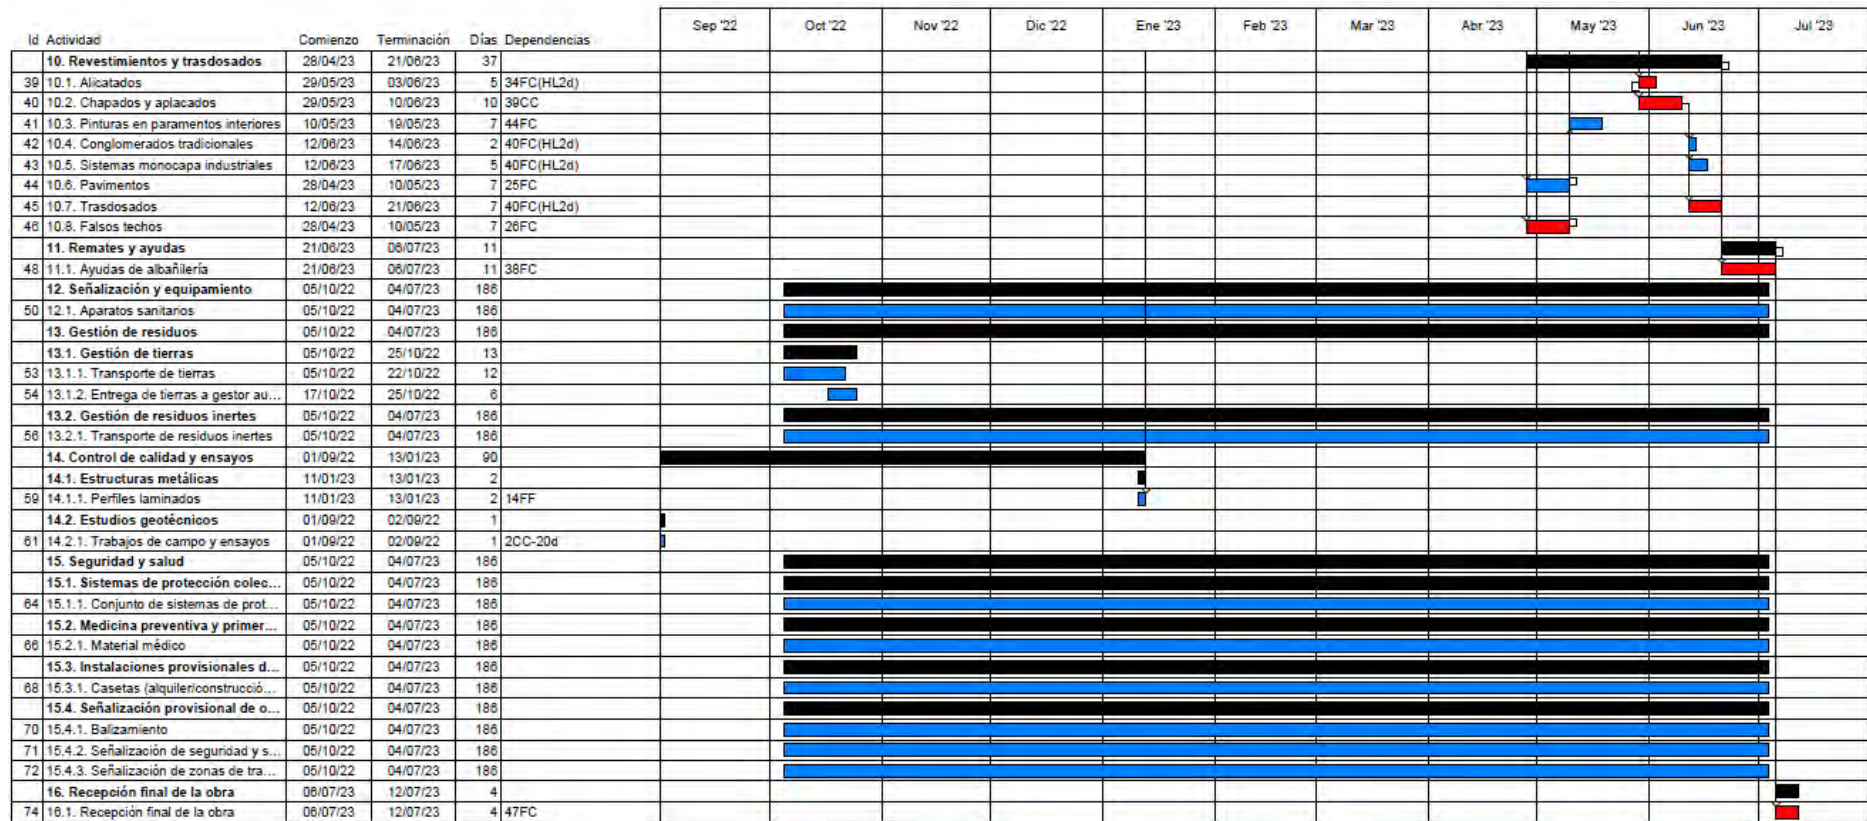 Sep '22 Oct '22 Nov '22 Dic '22 Ene '23 Feb '23 Mar '23 Abr '23 May '23 Jun '23 Jul '23
Id Actividad Comienzo Terminación Días Dependencias
10. Revestimientos y trasdosados 28/04/23 21/06/23 37
39 10.1. Alicatados 29/05/23 03/06/23 5 34FC(HL2d)
40 10.2. Chapados y aplacados 29/05/23 10/06/23 10 39CC
41 10.3. Pinturas en paramentos interiores 10/05/23 19/05/23 7 44FC
42 10.4. Conglomerados tradicionales 12/06/23 14/06/23 2 40FC(HL2d)
43 10.5. Sistemas monocapa industriales 12/06/23 17/06/23 5 40FC(HL2d)
44 10.6. Pavimentos 28/04/23 10/05/23 7 25FC
45 10.7. Trasdosados 12/06/23 21/06/23 7 40FC(HL2d)
46 10.8. Falsos techos 28/04/23 10/05/23 7 26FC
11. Remates y ayudas 21/06/23 06/07/23 11
48 11.1. Ayudas de albañilería 21/06/23 06/07/23 11 38FC
12. Señalización y equipamiento 05/10/22 04/07/23 186
50 12.1. Aparatos sanitarios 05/10/22 04/07/23 186
13. Gestión de residuos 05/10/22 04/07/23 186
13.1. Gestión de tierras 05/10/22 25/10/22 13
53 13.1.1. Transporte de tierras 05/10/22 22/10/22 12
54 13.1.2. Entrega de tierras a gestor au... 17/10/22 25/10/22 6
13.2. Gestión de residuos inertes 05/10/22 04/07/23 186
56 13.2.1. Transporte de residuos inertes 05/10/22 04/07/23 186
14. Control de calidad y ensayos 01/09/22 13/01/23 90
14.1. Estructuras metálicas 11/01/23 13/01/23 2
59 14.1.1. Perfiles laminados 11/01/23 13/01/23 2 14FF
14.2. Estudios geotécnicos 01/09/22 02/09/22 1
61 14.2.1. Trabajos de campo y ensayos 01/09/22 02/09/22 1 2CC-20d
15. Seguridad y salud 05/10/22 04/07/23 186
15.1. Sistemas de protección colec... 05/10/22 04/07/23 186
64 15.1.1. Conjunto de sistemas de prot... 05/10/22 04/07/23 186
15.2. Medicina preventiva y primer... 05/10/22 04/07/23 186
66 15.2.1. Material médico 05/10/22 04/07/23 186
15.3. Instalaciones provisionales d... 05/10/22 04/07/23 186
68 15.3.1. Casetas (alquiler/construcció... 05/10/22 04/07/23 186
15.4. Señalización provisional de o... 05/10/22 04/07/23 186
70 15.4.1. Balizamiento 05/10/22 04/07/23 186
71 15.4.2. Señalización de seguridad y s... 05/10/22 04/07/23 186
72 15.4.3. Señalización de zonas de tra... 05/10/22 04/07/23 186
16. Recepción final de la obra 06/07/23 12/07/23 4
74 16.1. Recepción final de la obra 06/07/23 12/07/23 4 47FC